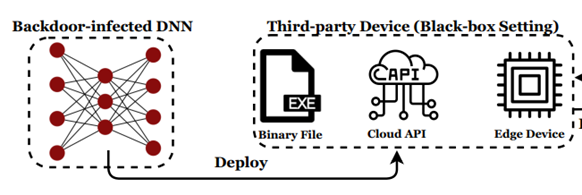 Backdoor-infected DNN
Third-party Device (Black-box Setting)
EXE
API
Binary File
Cloud API
Edge Device
Deploy